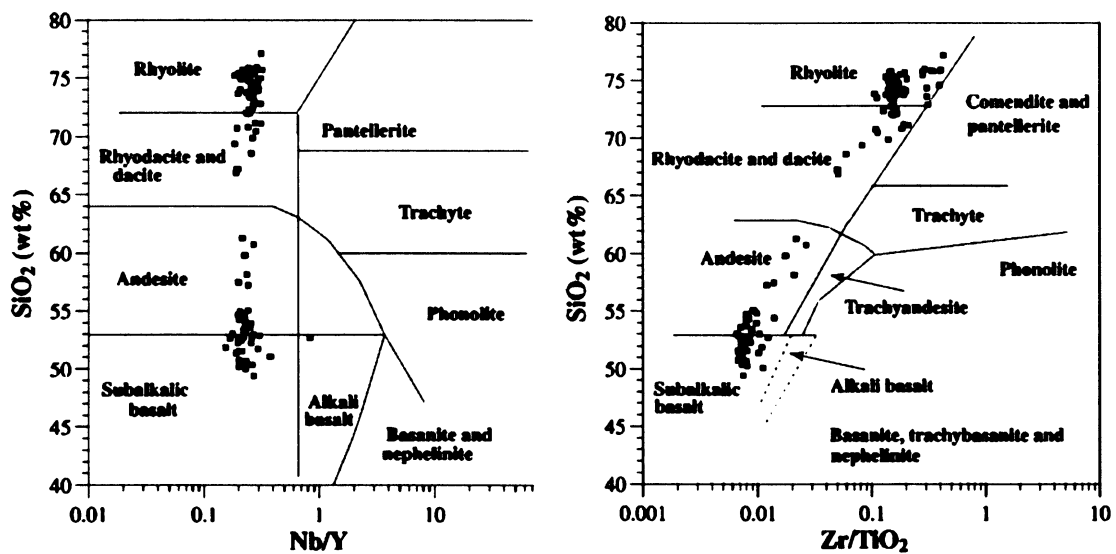 80
75
70
65
60
55
50
45
40
SiO2 (wt%)
Rhyolite
Pantellerite
Rhyodacite and
dacite
Trachyte
Andesite
Phonolite
Subalkalic
basalt
Alkali
basalt
Basanite and
nephelinite
0.01
0.1
1
10
Nb/Y
80
75
70
65
60
55
50
45
40
SiO2 (wt%)
Rhyolite
Comendite and
pantellerite
Rhyodacite and dacite
Trachyte
Andesite
Phonolite
Trachyandesite
Subalkalic
basalt
Alkali basalt
Basanite, trachybasanite and
nephelinite
0.001
0.01
0.1
1
10
Zr/TiO2